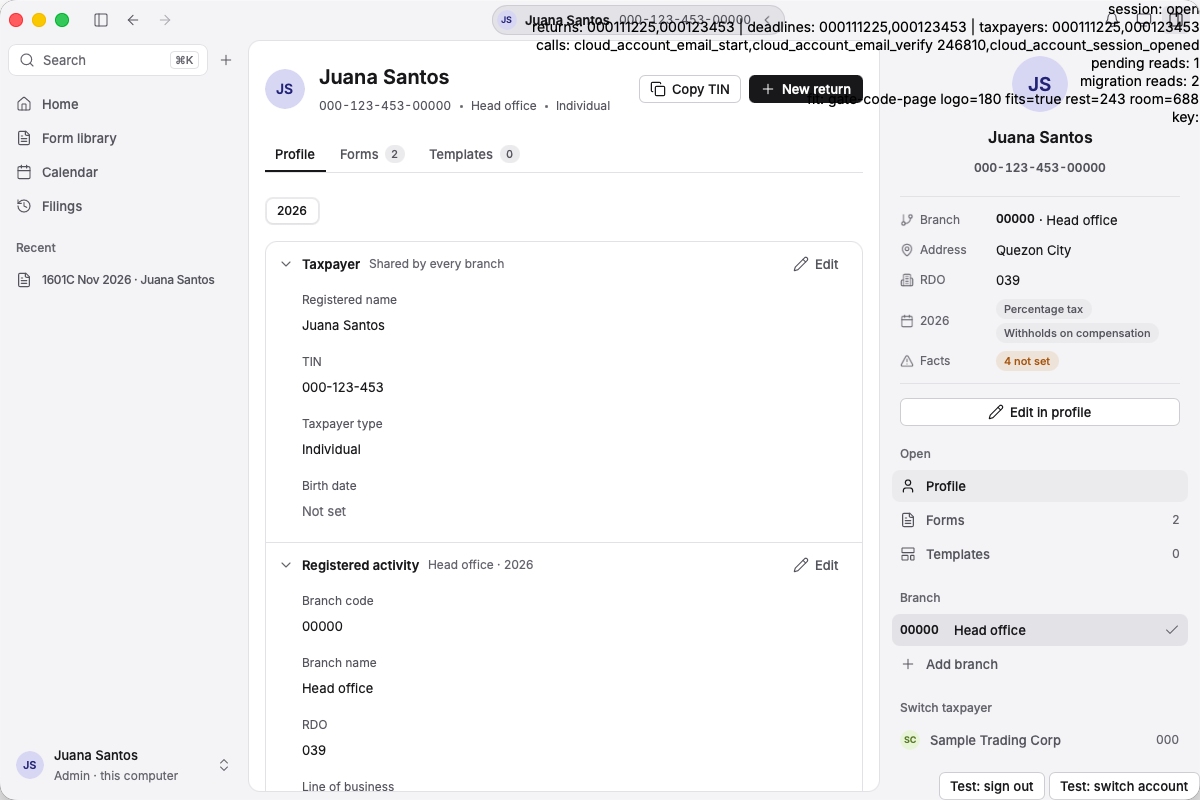 session: open
JS Juana Santos 000-123-453-00000
returns: 000111225,000123453 | deadlines: 000111225,000123453 | taxpayers: 000111225,000123453
calls: cloud_account_email_start,cloud_account_email_verify 246810,cloud_account_session_opened
pending reads: 1
migration reads: 2
fit: gate-code-page logo=180 fits=true rest=243 room=688
key:
Search ⌘K
Home
Form library
Calendar
Filings
Recent
1601C Nov 2026 · Juana Santos
JS
Juana Santos
Admin · this computer
JS
Juana Santos
000-123-453-00000 • Head office • Individual
Copy TIN
New return
Profile
Forms 2
Templates 0
2026
Taxpayer Shared by every branch Edit
Registered name
Juana Santos
TIN
000-123-453
Taxpayer type
Individual
Birth date
Not set
Registered activity Head office · 2026 Edit
Branch code
00000
Branch name
Head office
RDO
039
Line of business
JS
Juana Santos
000-123-453-00000
Branch 00000 · Head office
Address Quezon City
RDO 039
2026 Percentage tax
Withholds on compensation
Facts 4 not set
Edit in profile
Open
Profile
Forms 2
Templates 0
Branch
00000 Head office
Add branch
Switch taxpayer
SC Sample Trading Corp 000
Test: sign out
Test: switch account